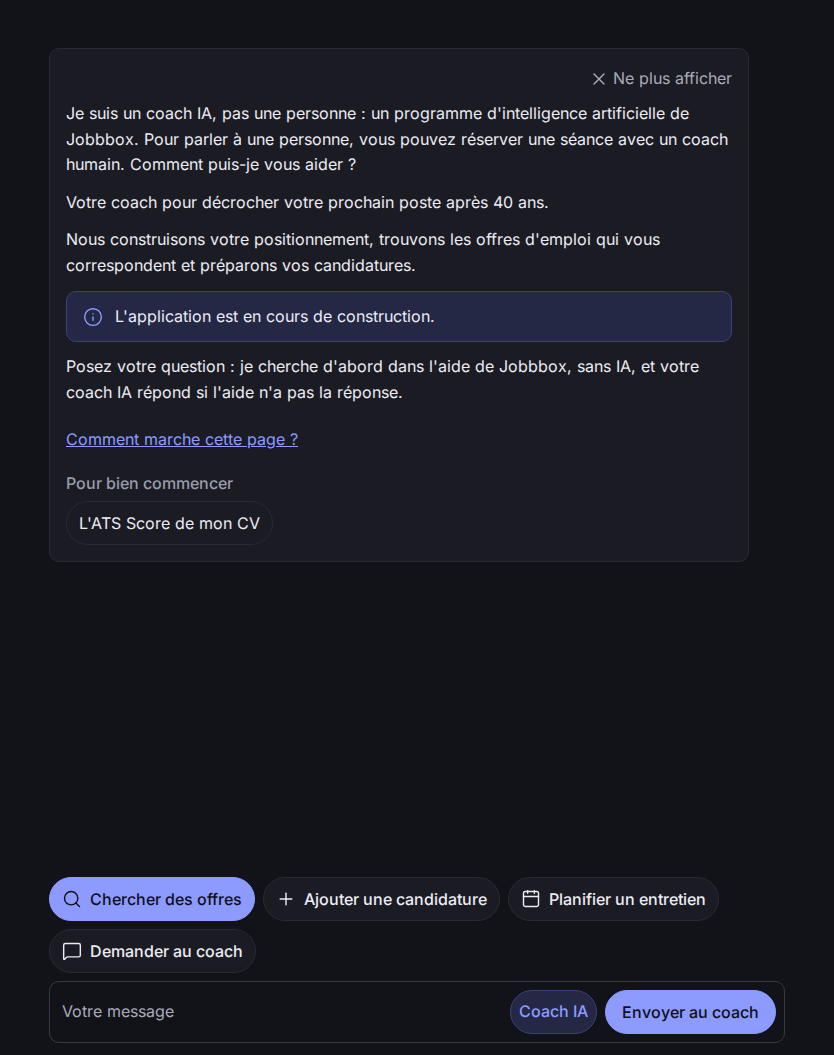 Ne plus afficher
Je suis un coach IA, pas une personne : un programme d'intelligence artificielle de
Jobbbox. Pour parler à une personne, vous pouvez réserver une séance avec un coach
humain. Comment puis-je vous aider ?
Votre coach pour décrocher votre prochain poste après 40 ans.
Nous construisons votre positionnement, trouvons les offres d'emploi qui vous
correspondent et préparons vos candidatures.
L'application est en cours de construction.
Posez votre question : je cherche d'abord dans l'aide de Jobbbox, sans IA, et votre
coach IA répond si l'aide n'a pas la réponse.
Comment marche cette page ?
Pour bien commencer
L'ATS Score de mon CV
Chercher des offres
Ajouter une candidature
Planifier un entretien
Demander au coach
Votre message
Coach IA
Envoyer au coach